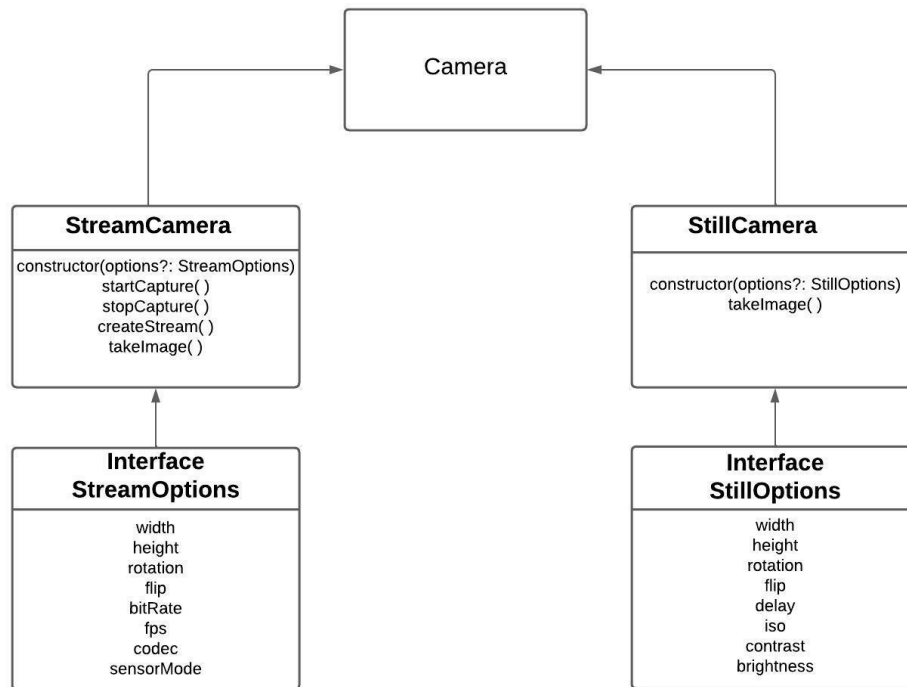 Camera
StreamCamera
constructor(options?: StreamOptions)
startCapture( )
stopCapture( )
createStream( )
takeImage( )
StillCamera
constructor(options?: StillOptions)
takeImage( )
Interface
StreamOptions
width
height
rotation
flip
bitRate
fps
codec
sensorMode
Interface
StillOptions
width
height
rotation
flip
delay
iso
contrast
brightness